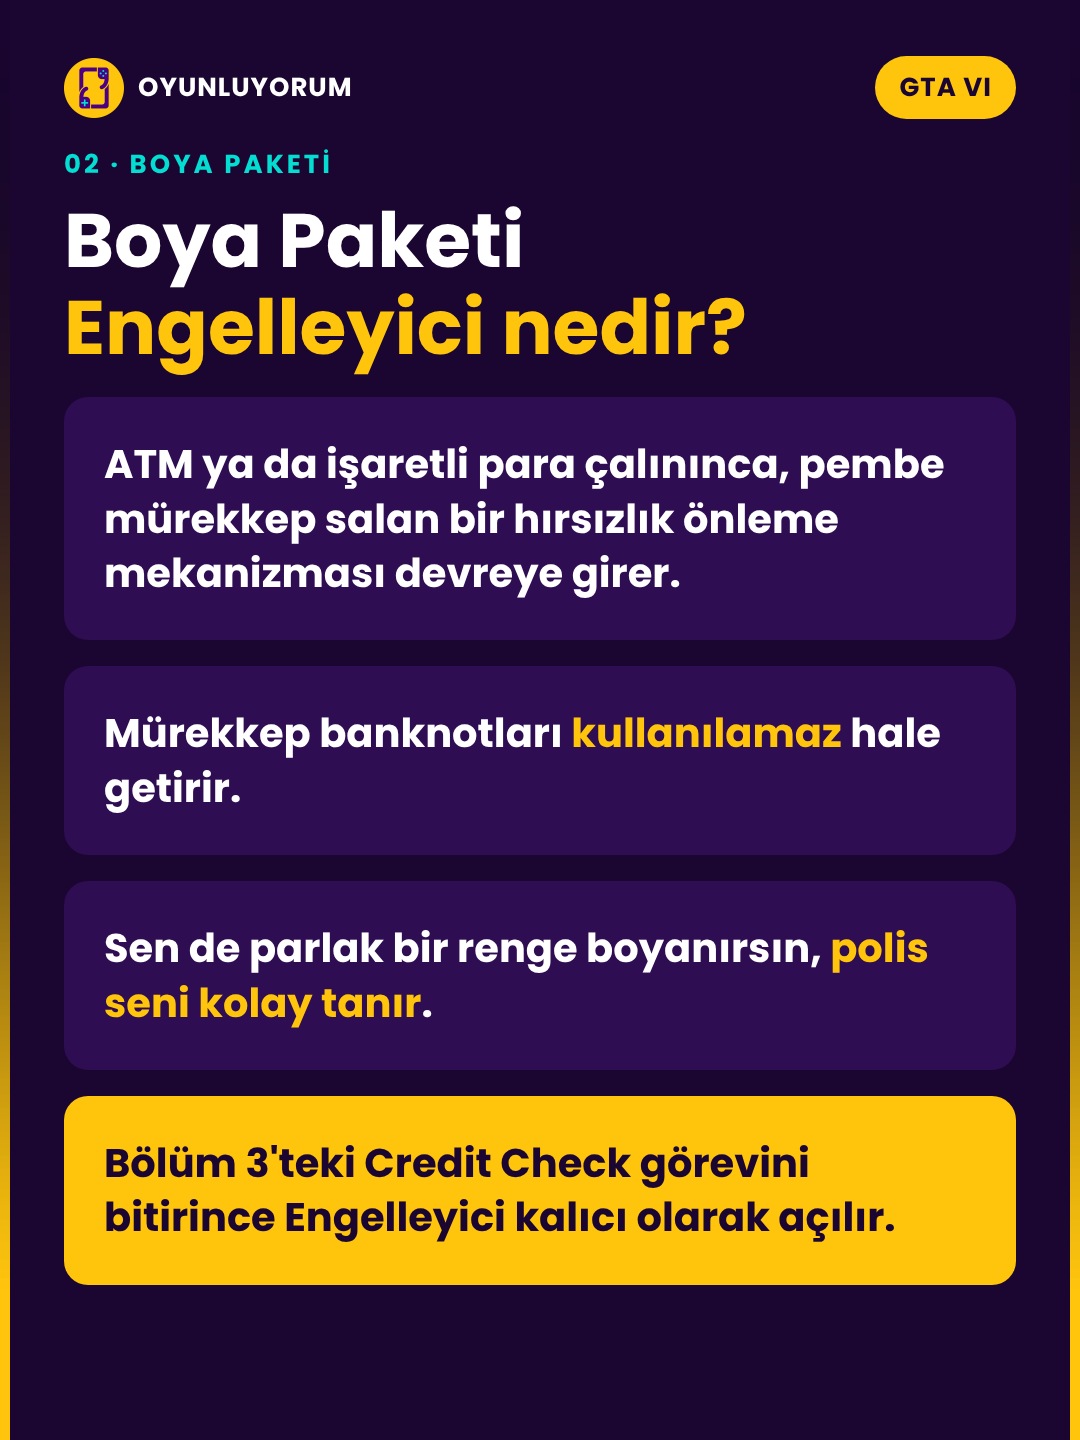 OYUNLUYORUM
GTA VI
02 · BOYA PAKETİ
Boya Paketi
Engelleyici nedir?
ATM ya da işaretli para çalınınca, pembe
mürekkep salan bir hırsızlık önleme
mekanizması devreye girer.
Mürekkep banknotları kullanılamaz hale
getirir.
Sen de parlak bir renge boyanırsın, polis
seni kolay tanır.
Bölüm 3'teki Credit Check görevini
bitirince Engelleyici kalıcı olarak açılır.